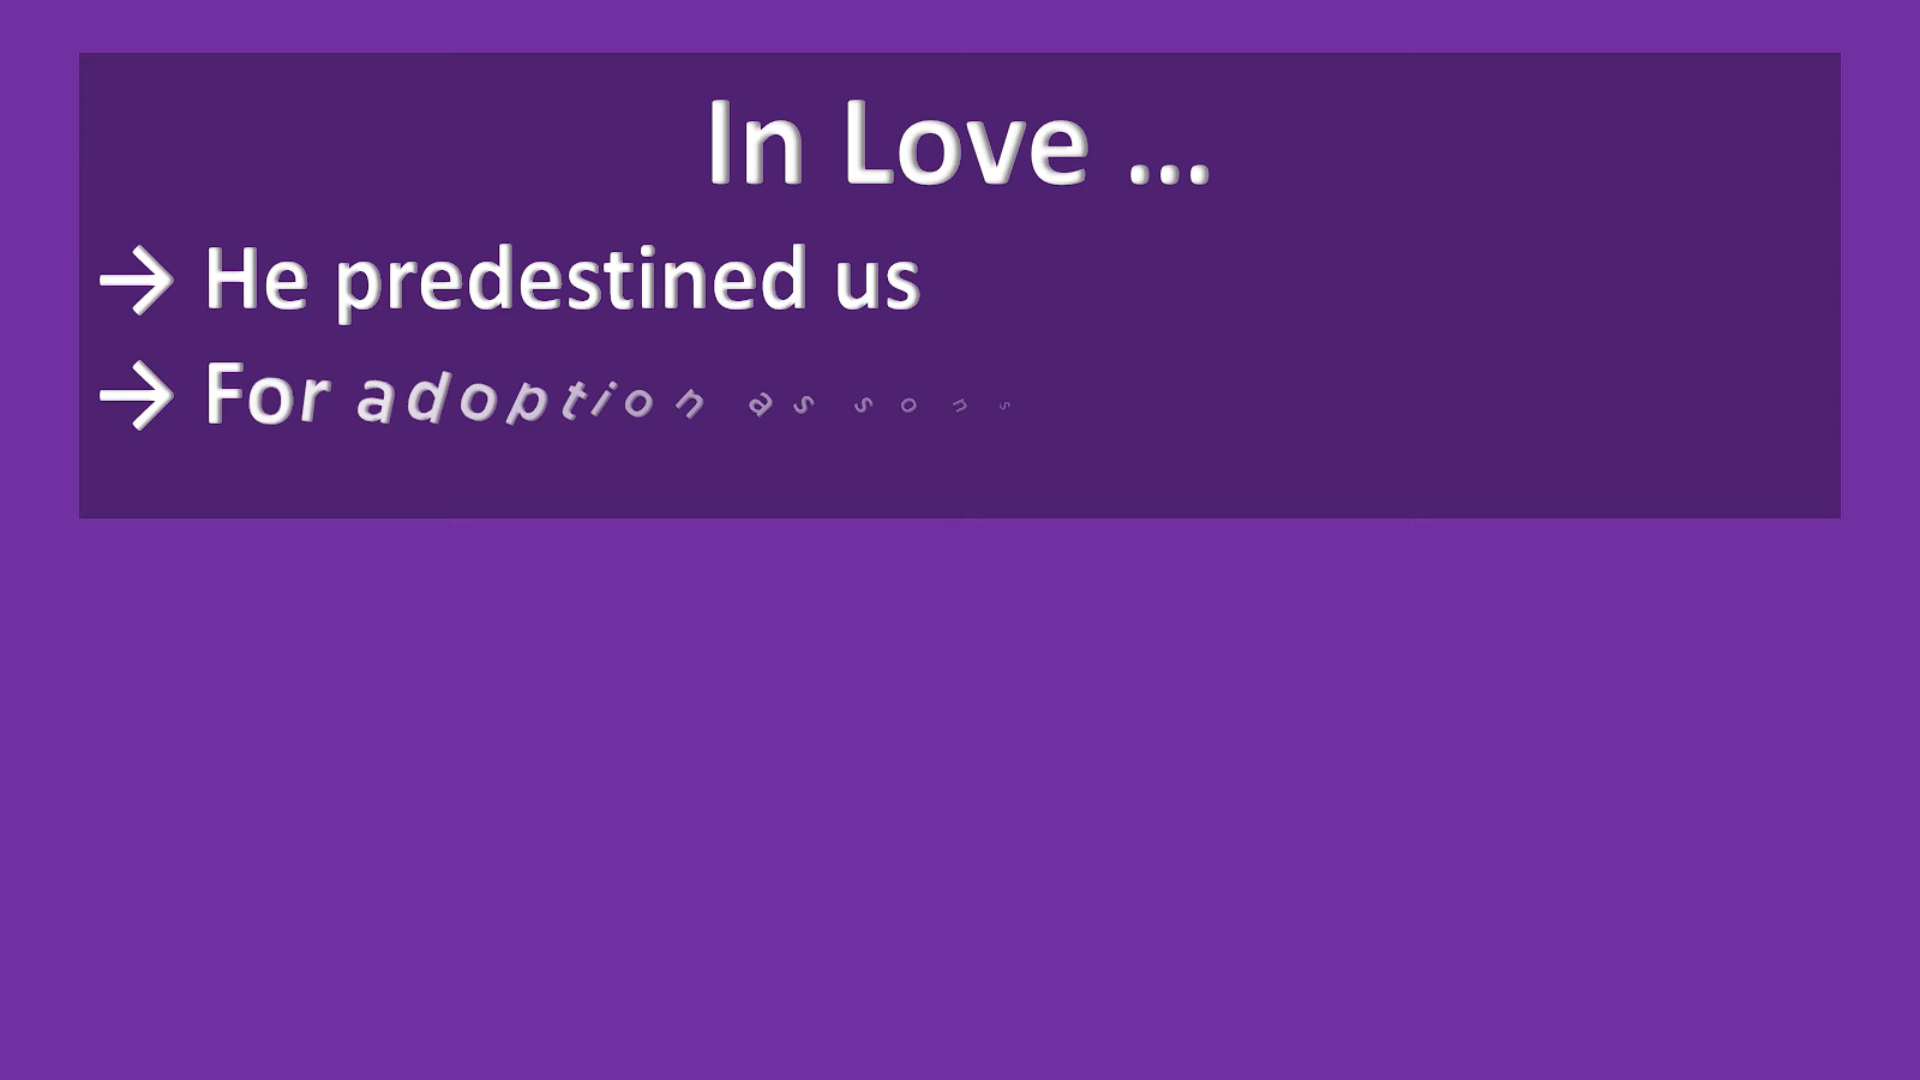 In Love ...
→ He predestined us
→ For adoption as sons